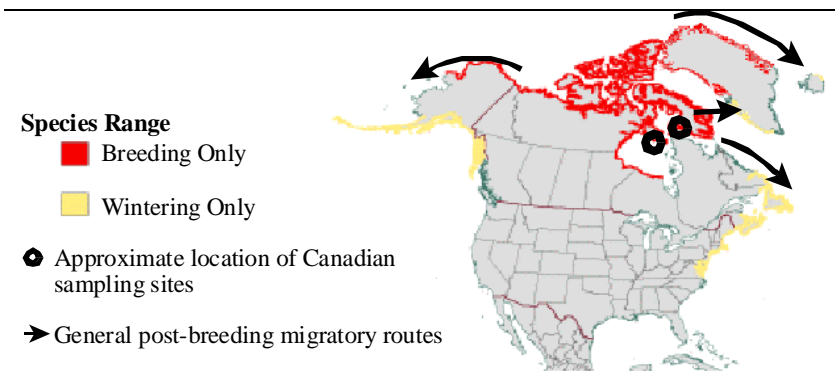 Species Range
Breeding Only
Wintering Only
Approximate location of Canadian
sampling sites
General post-breeding migratory routes